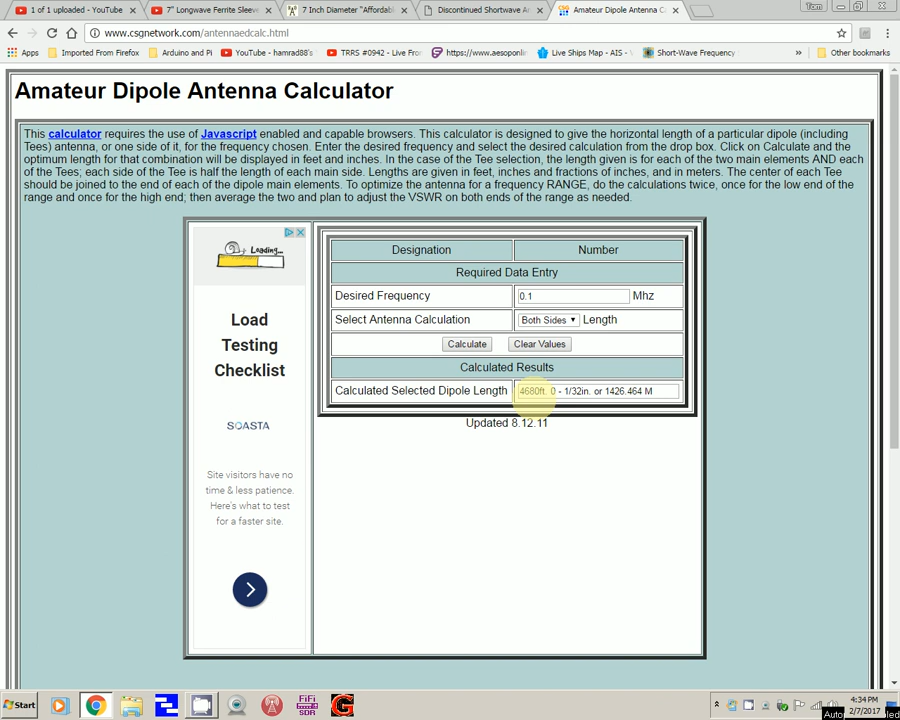 1 of 1 uploaded - YouTube
7" Longwave Ferrite Sleev
7 Inch Diameter "Affordabl
Discontinued Shortwave A
Amateur Dipole Antenna C
Tom
www.csgnetwork.com/antennaedcalc.html
Apps
Imported From Firefox
Arduino and Pi
YouTube - hamrad88's
TRRS #0942 - Live Fro
https://www.aesoponlin
Live Ships Map - AIS -
Short-Wave Frequency
»
Other bookmarks
Amateur Dipole Antenna Calculator
This calculator requires the use of Javascript enabled and capable browsers. This calculator is designed to give the horizontal length of a particular dipole (including
Tees) antenna, or one side of it, for the frequency chosen. Enter the desired frequency and select the desired calculation from the drop box. Click on Calculate and the
optimum length for that combination will be displayed in feet and inches. In the case of the Tee selection, the length given is for each of the two main elements AND each
of the Tees; each side of the Tee is half the length of each main side. Lengths are given in feet, inches and fractions of inches, and in meters. The center of each Tee
should be joined to the end of each of the dipole main elements. To optimize the antenna for a frequency RANGE, do the calculations twice, once for the low end of the
range and once for the high end; then average the two and plan to adjust the VSWR on both ends of the range as needed.
Loading...
Load
Testing
Checklist
SOASTA
Site visitors have no
time & less patience.
Here's what to test
for a faster site.
Designation Number
Required Data Entry
Desired Frequency 0.1 Mhz
Select Antenna Calculation Both Sides Length
Calculate Clear Values
Calculated Results
Calculated Selected Dipole Length 4680ft. 0 - 1/32in. or 1426.464 M
Updated 8.12.11
Start
FiFi
SDR
G
4:34 PM
2/7/2017